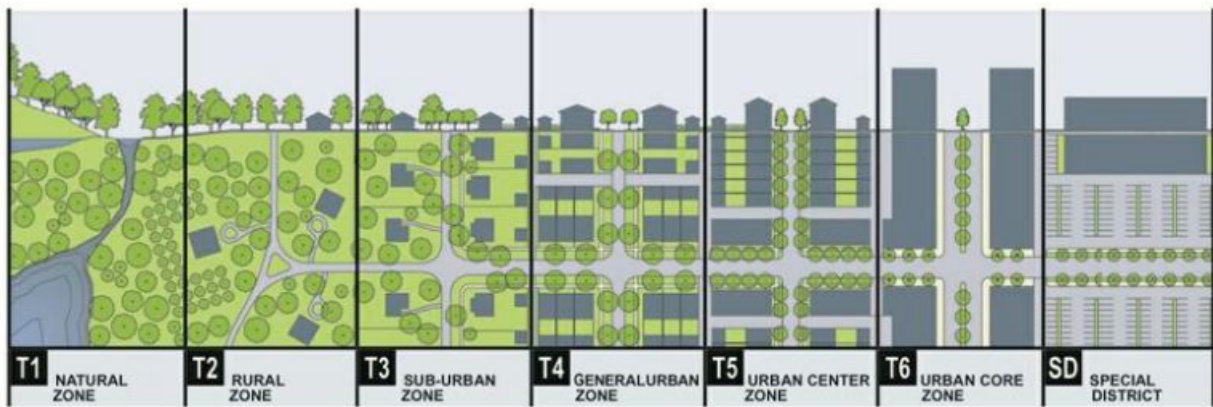 T1 NATURAL
ZONE
T2 RURAL
ZONE
T3 SUB-URBAN
ZONE
T4 GENERALURBAN
ZONE
T5 URBAN CENTER
ZONE
T6 URBAN CORE
ZONE
SD SPECIAL
DISTRICT